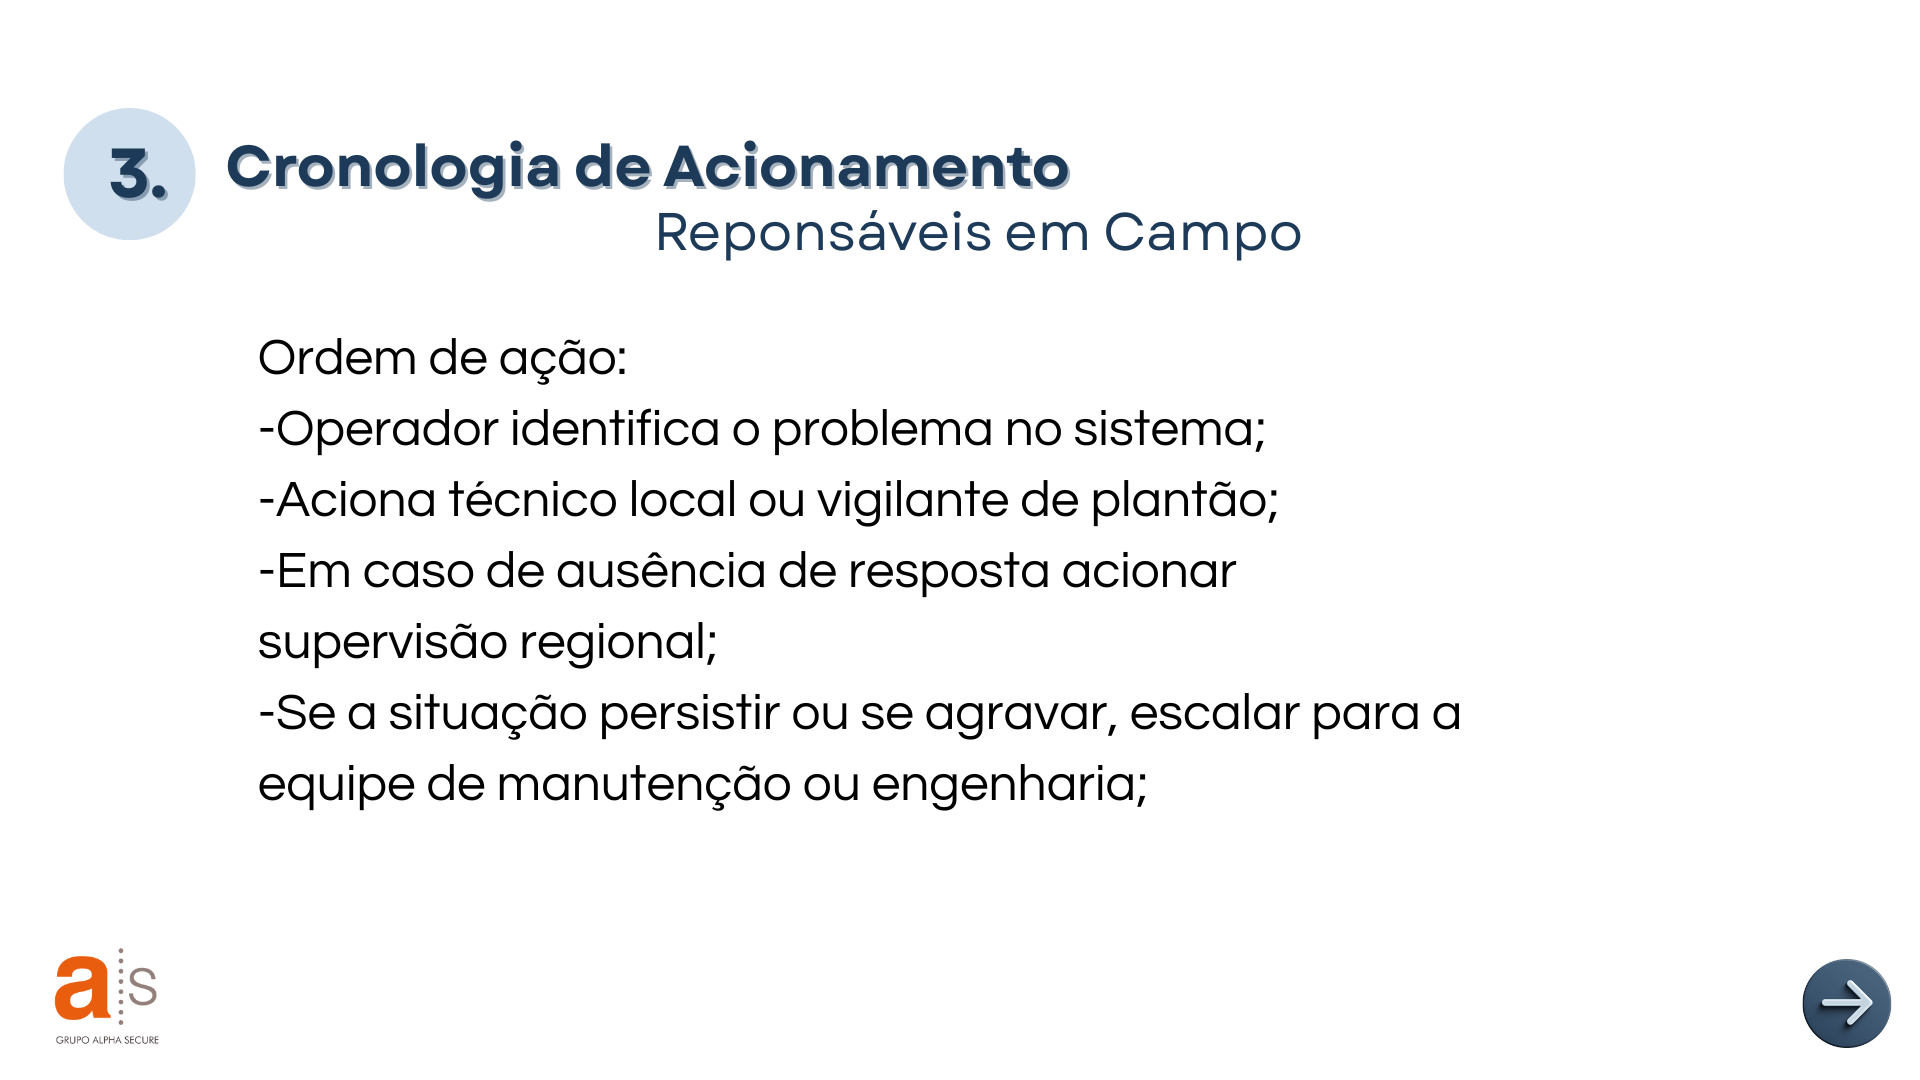 3.
Cronologia de Acionamento
Reponsáveis em Campo
Ordem de ação:
-Operador identifica o problema no sistema;
-Aciona técnico local ou vigilante de plantão;
-Em caso de ausência de resposta acionar
supervisão regional;
-Se a situação persistir ou se agravar, escalar para a
equipe de manutenção ou engenharia;
a s
GRUPO ALPHA SECURE